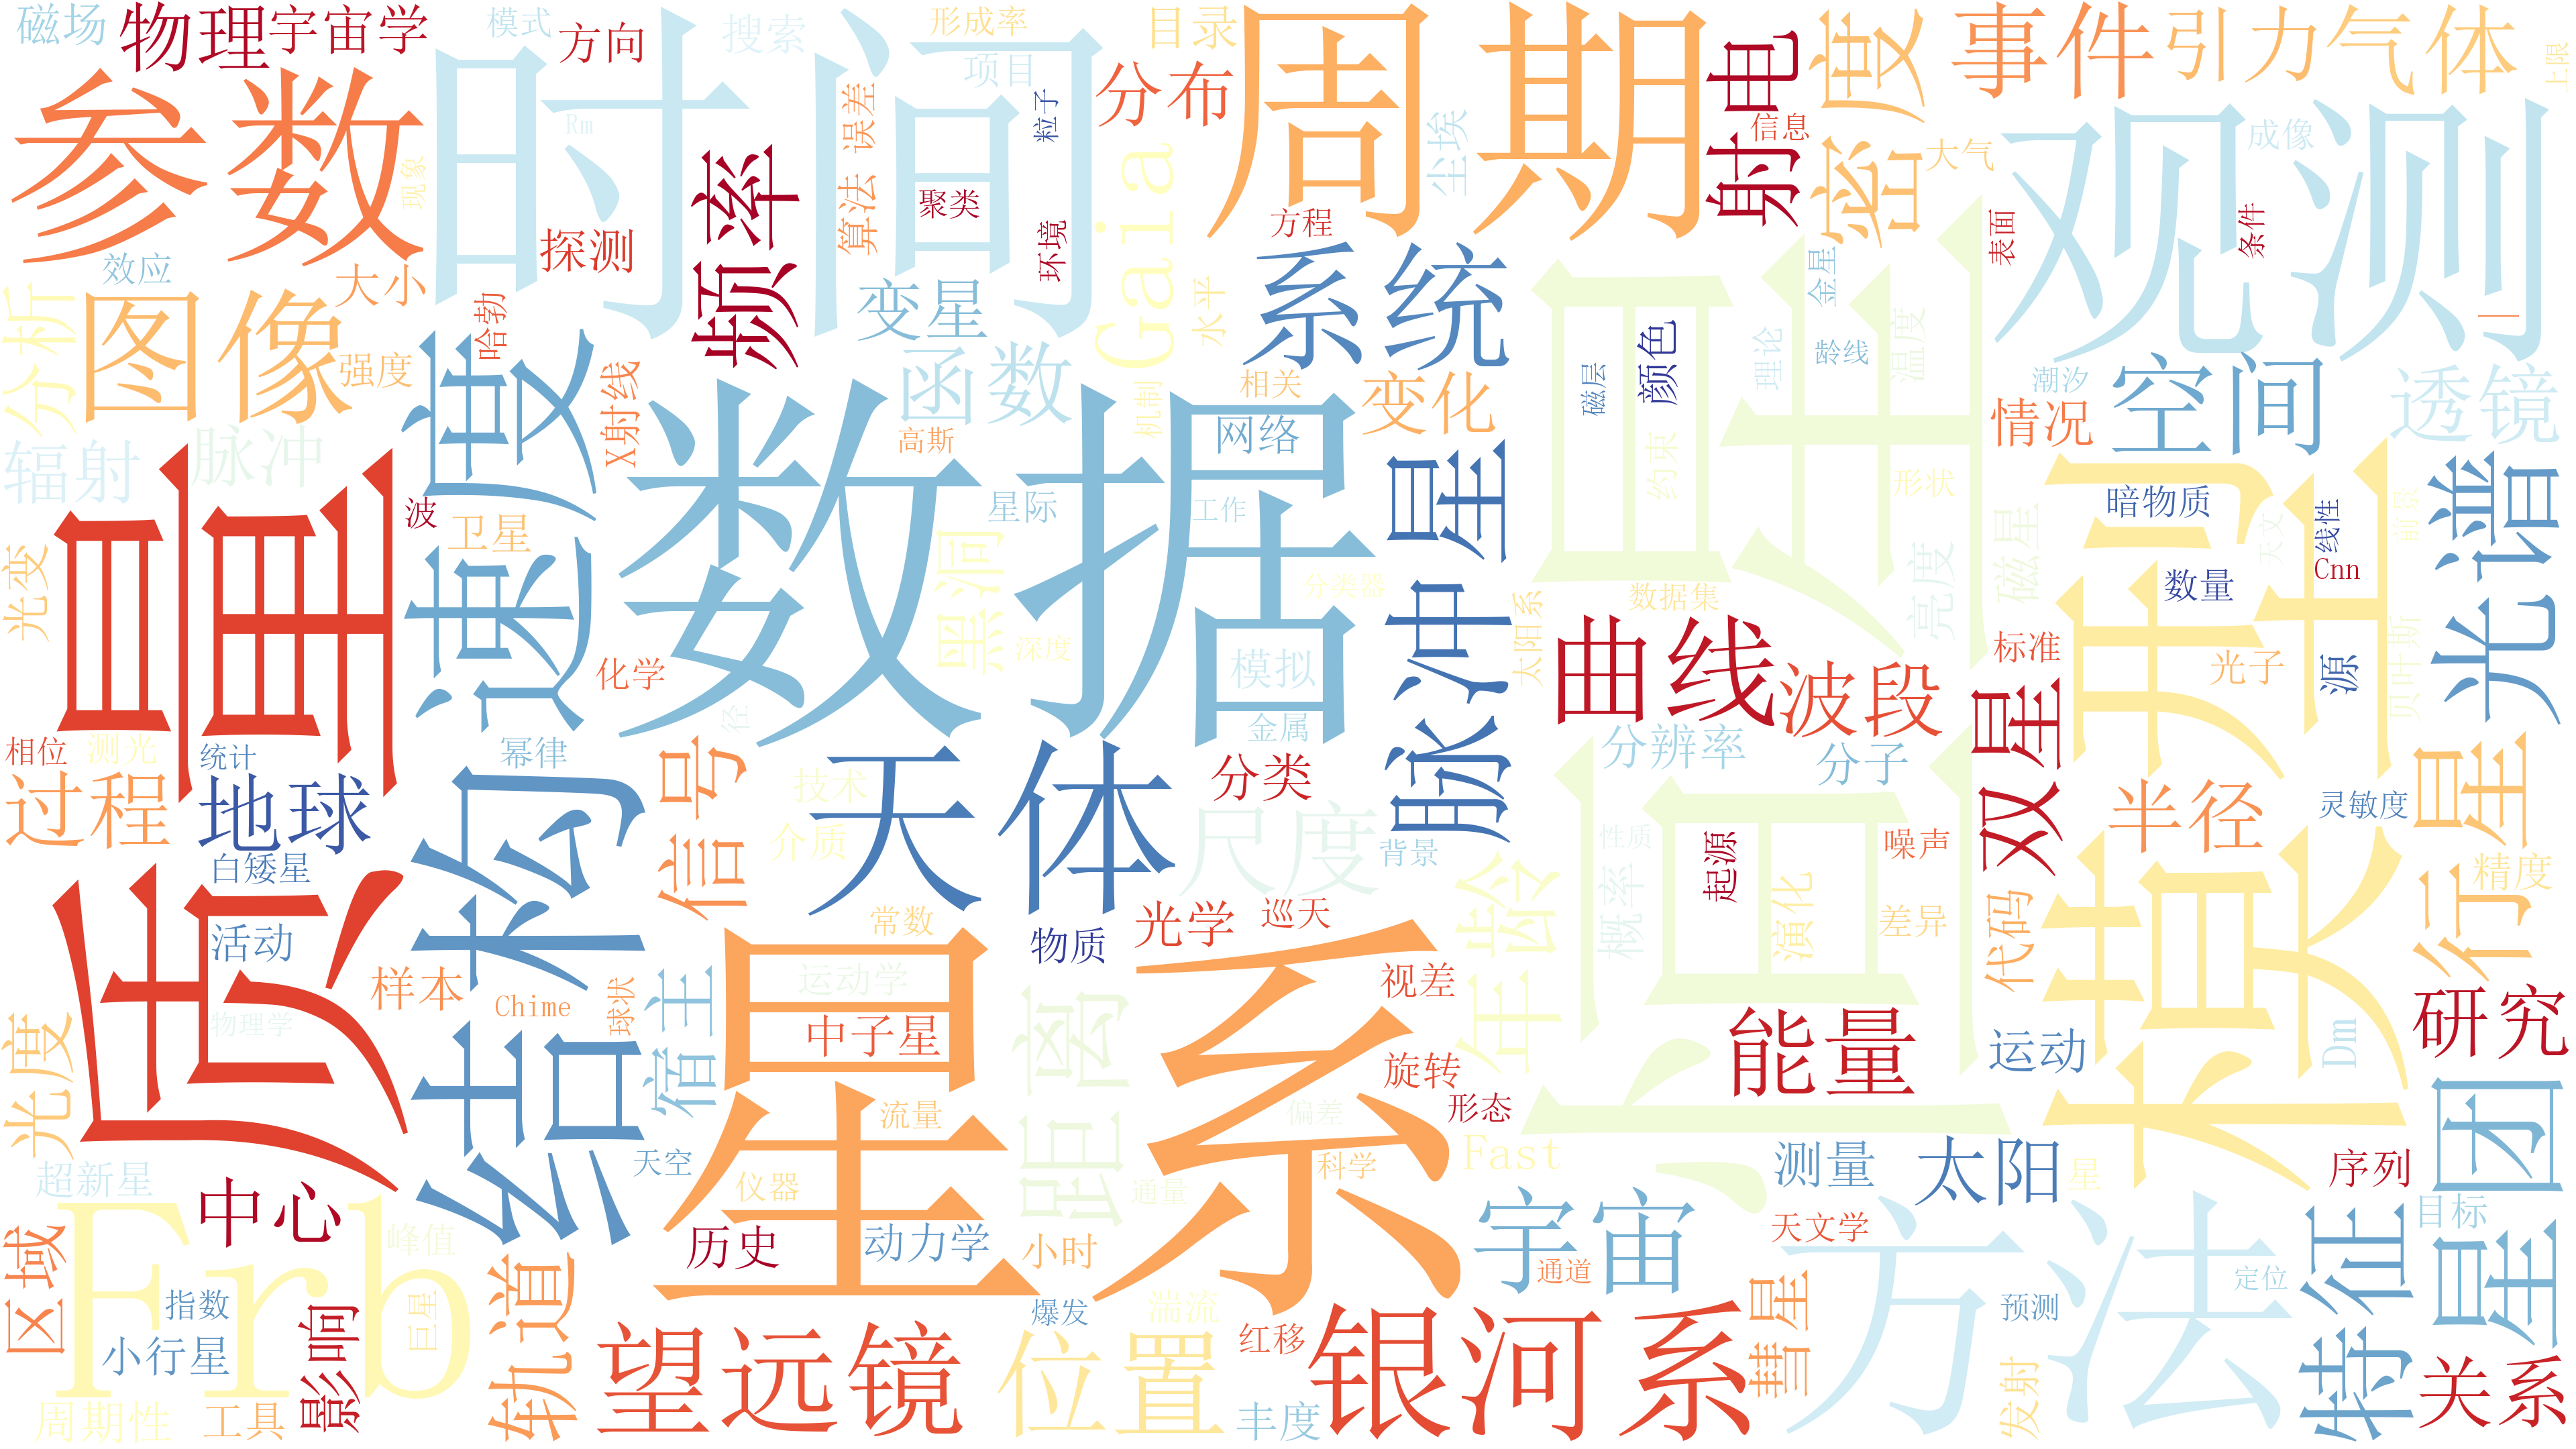 磁场
物理
宇宙学
模式
方向
搜索
形成率
项目
目录
分布
周期
射电
密度
事件
引力
气体
上限
参数
时间
Rm
现象
误差
算法
粒子
聚类
环境
频率
探测
Gaia
尘埃
方程
信息
大气
成像
观测
条件
表面
效应
大小
图像
分析
强度
哈勃
X射线
变星
函数
水平
系统
机制
相关
变化
网络
高斯
恒星
颜色
磁层
理论
金星
龄线
温度
潮汐
情况
空间
透镜
辐射
脉冲
速度
波
卫星
数据
星际
工作
黑洞
深度
分类器
约束
形状
脉冲星
暗物质
磁星
亮度
数量
线性
天文
前景
Cnn
光谱
光变
质量
化学
径
模拟
金属
太阳系
数据集
曲线
波段
标准
光子
源
贝叶斯
模型
相位
测光
统计
幂律
过程
地球
结构
信号
技术
介质
天体
分类
尺度
背景
分辨率
分子
双星
半径
灵敏度
行星
白矮星
活动
样本
Chime
球状
宿主
常数
物质
光学
巡天
年龄
概率
性质
起源
演化
噪声
差异
代码
精度
光度
物理学
运动学
中子星
星系
距离
视差
旋转
形态
能量
运动
Dm
研究
超新星
中心
天空
流量
仪器
偏差
科学
通量
Fast
测量
太阳
星
序列
星团
区域
Frb
峰值
历史
动力学
小时
宇宙
通道
天文学
目标
指数
巨星
小行星
影响
轨道
爆发
湍流
红移
彗星
方法
预测
定位
特征
周期性
工具
望远镜
位置
丰度
银河系
发射
关系